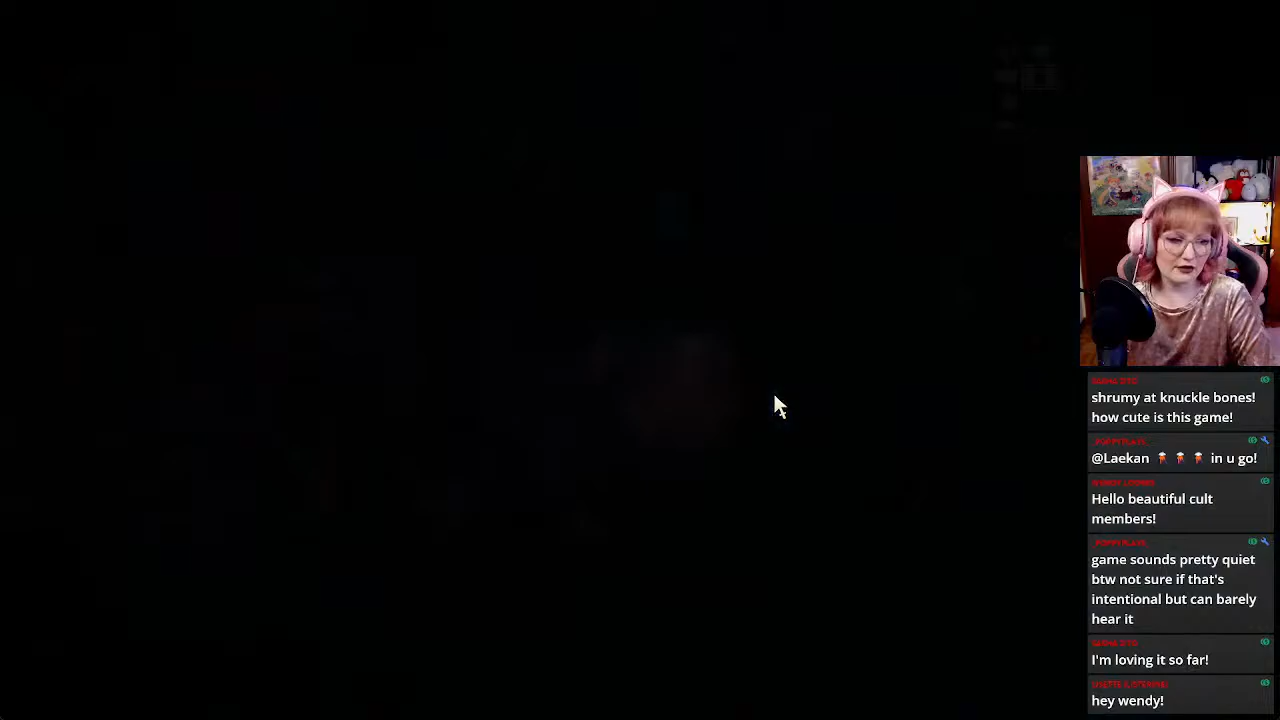 shrumy at knuckle bones!
how cute is this game!
@Laekan in u go!
Hello beautiful cult
members!
game sounds pretty quiet
btw not sure if that's
intentional but can barely
hear it
I'm loving it so far!
hey wendy!